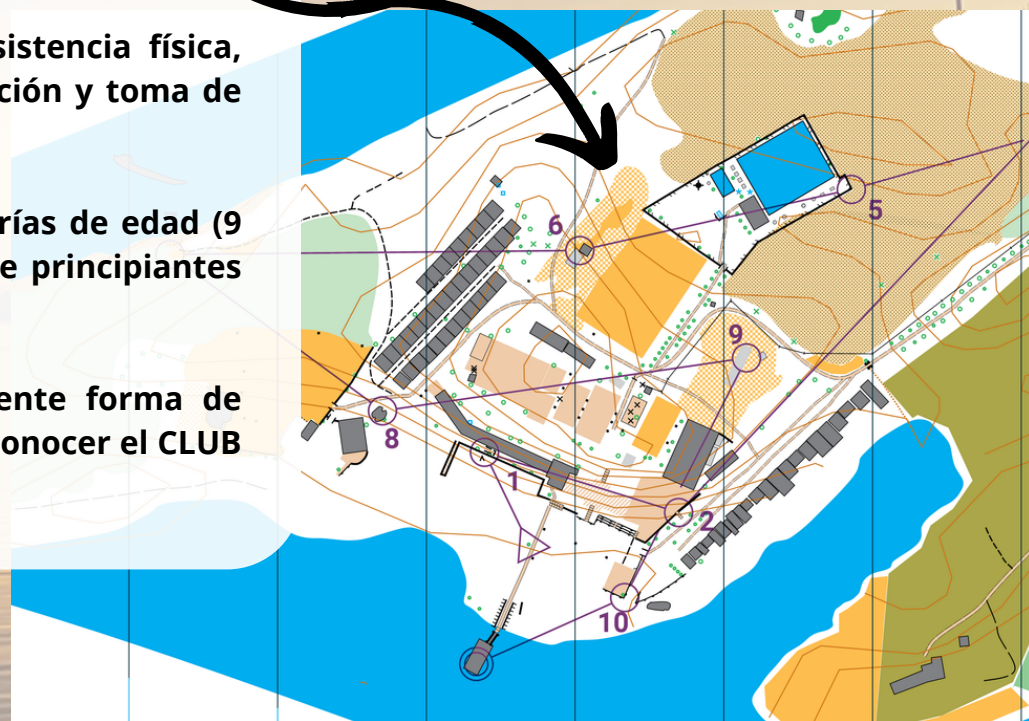 sistencia física,
ción y toma de
rías de edad (9
e principiantes
ente forma de
onocer el CLUB
6
5
9
8
1
2
10